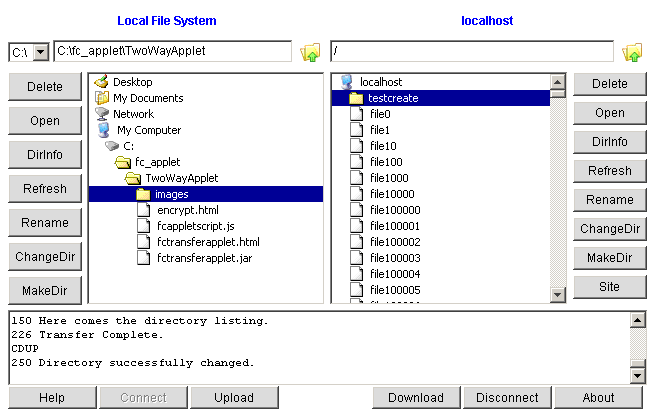 Local File System
localhost
C:\
C:\fc_applet\TwoWayApplet
/
Delete
Open
DirInfo
Refresh
Rename
ChangeDir
MakeDir
Desktop
My Documents
Network
My Computer
C:
fc_applet
TwoWayApplet
images
encrypt.html
fcappletscript.js
fctransferapplet.html
fctransferapplet.jar
localhost
testcreate
file0
file1
file10
file100
file1000
file10000
file100000
file100001
file100002
file100003
file100004
file100005
Delete
Open
DirInfo
Refresh
Rename
ChangeDir
MakeDir
Site
150 Here comes the directory listing.
226 Transfer Complete.
CDUP
250 Directory successfully changed.
Help
Connect
Upload
Download
Disconnect
About